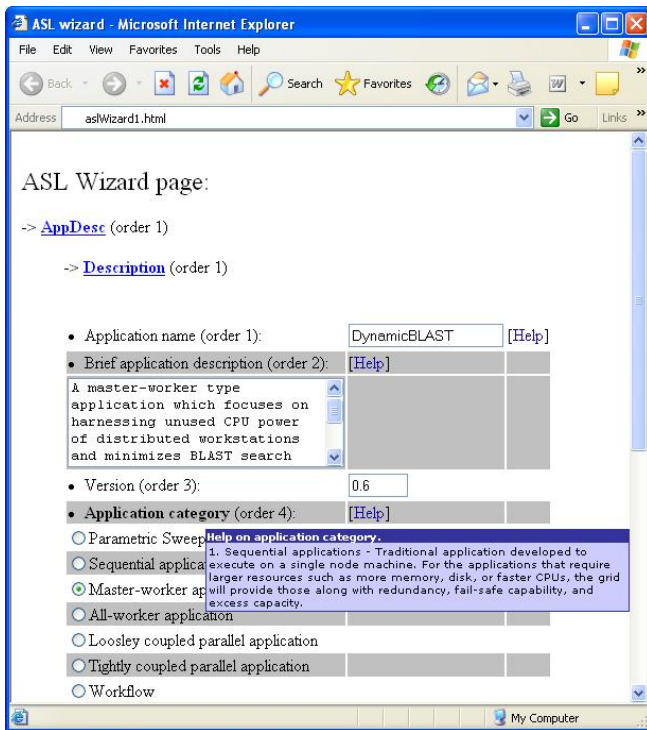 ASL wizard - Microsoft Internet Explorer
File Edit View Favorites Tools Help
Back Search Favorites W »
Address aslWizard1.html Go Links »
ASL Wizard page:
-> AppDesc (order 1)
-> Description (order 1)
• Application name (order 1): DynamicBLAST [Help]
• Brief application description (order 2): [Help]
A master-worker type
application which focuses on
harnessing unused CPU power
of distributed workstations
and minimizes BLAST search
• Version (order 3): 0.6
• Application category (order 4): [Help]
Parametric Sweep
Help on application category.
Sequential applica
1. Sequential applications - Traditional application developed to
execute on a single node machine. For the applications that require
larger resources such as more memory, disk, or faster CPUs, the grid
will provide those along with redundancy, fail-safe capability, and
excess capacity.
Master-worker ap
All-worker application
Loosley coupled parallel application
Tightly coupled parallel application
Workflow
My Computer